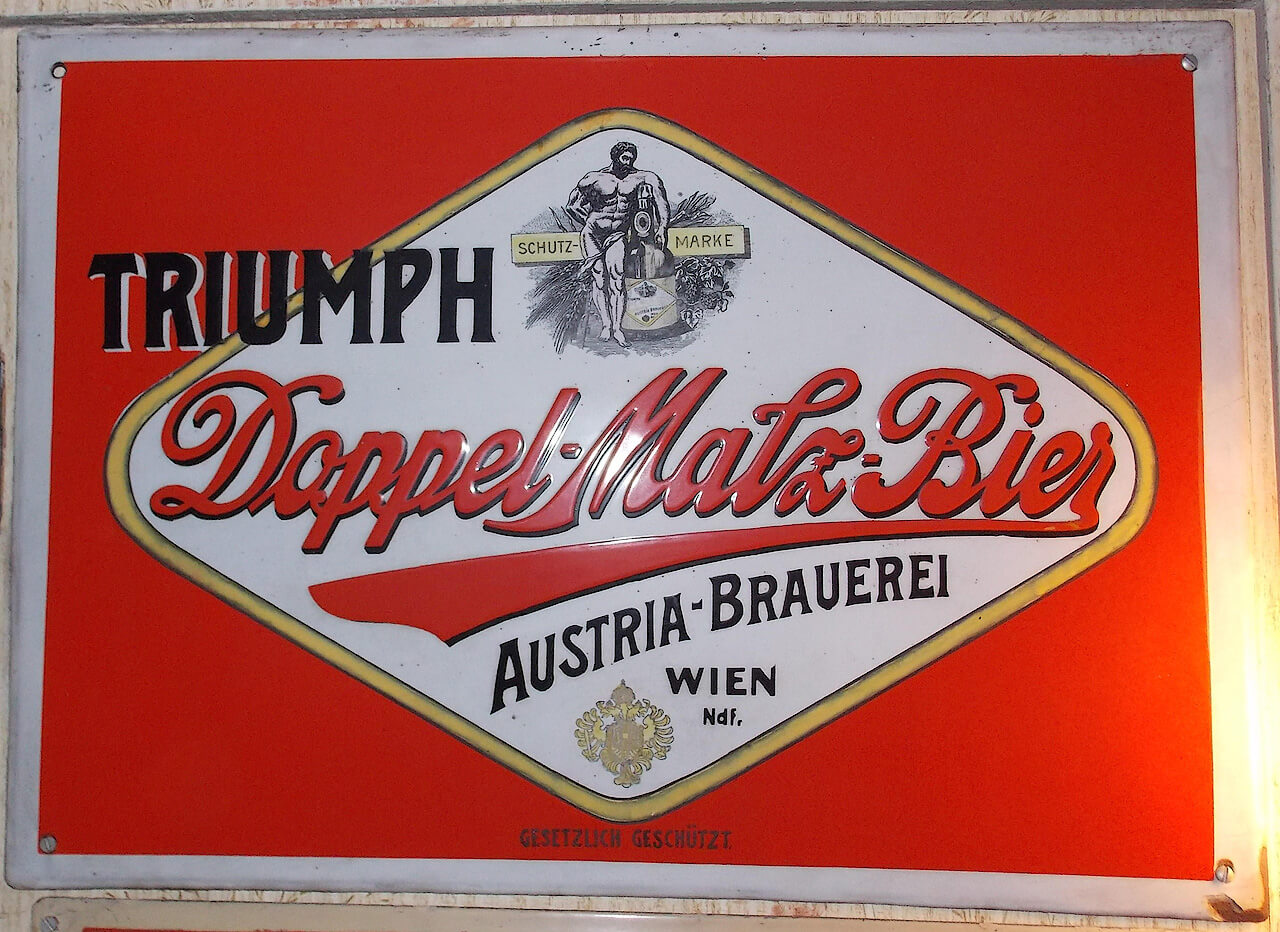 SCHUTZ- MARKE
TRIUMPH
Doppel-Malz-Bier
AUSTRIA-BRAUEREI
WIEN
Ndf.
GESETZLICH GESCHÜTZT.